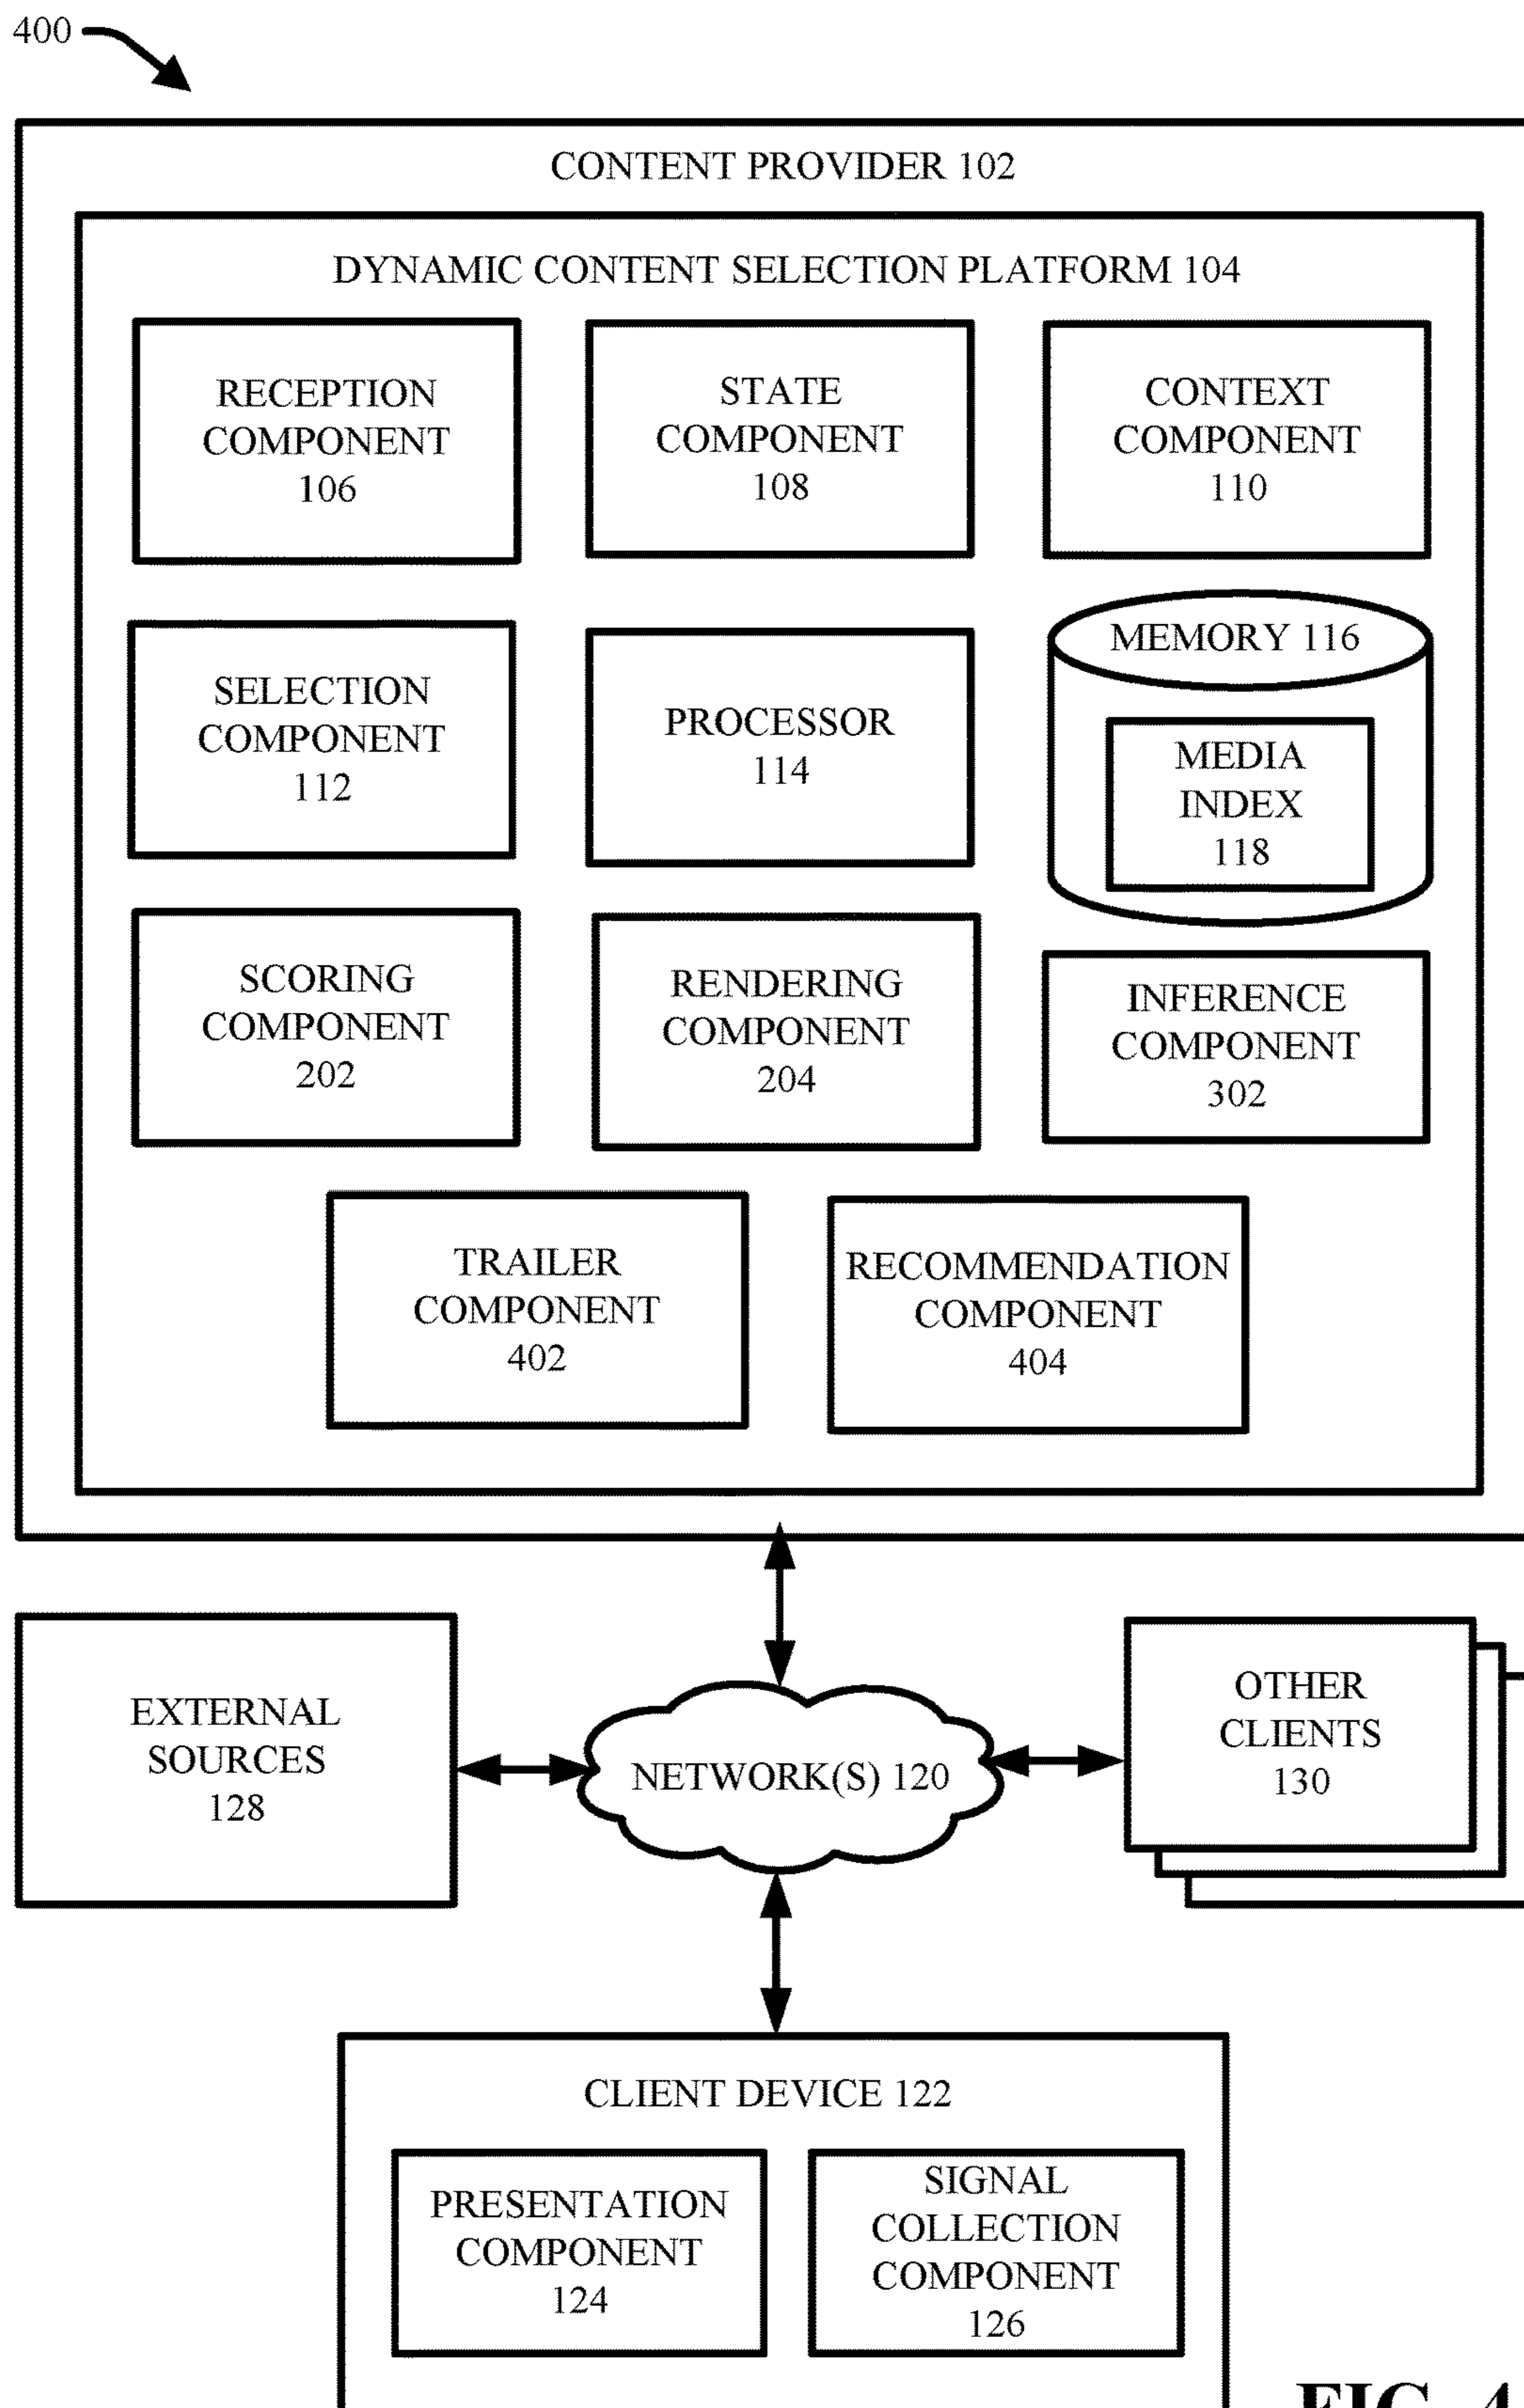 400
CONTENT PROVIDER 102
DYNAMIC CONTENT SELECTION PLATFORM 104
RECEPTION
COMPONENT
106
STATE
COMPONENT
108
CONTEXT
COMPONENT
110
SELECTION
COMPONENT
112
PROCESSOR
114
MEMORY 116
MEDIA
INDEX
118
SCORING
COMPONENT
202
RENDERING
COMPONENT
204
INFERENCE
COMPONENT
302
TRAILER
COMPONENT
402
RECOMMENDATION
COMPONENT
404
EXTERNAL
SOURCES
128
NETWORK(S) 120
OTHER
CLIENTS
130
CLIENT DEVICE 122
PRESENTATION
COMPONENT
124
SIGNAL
COLLECTION
COMPONENT
126
FIG. 4